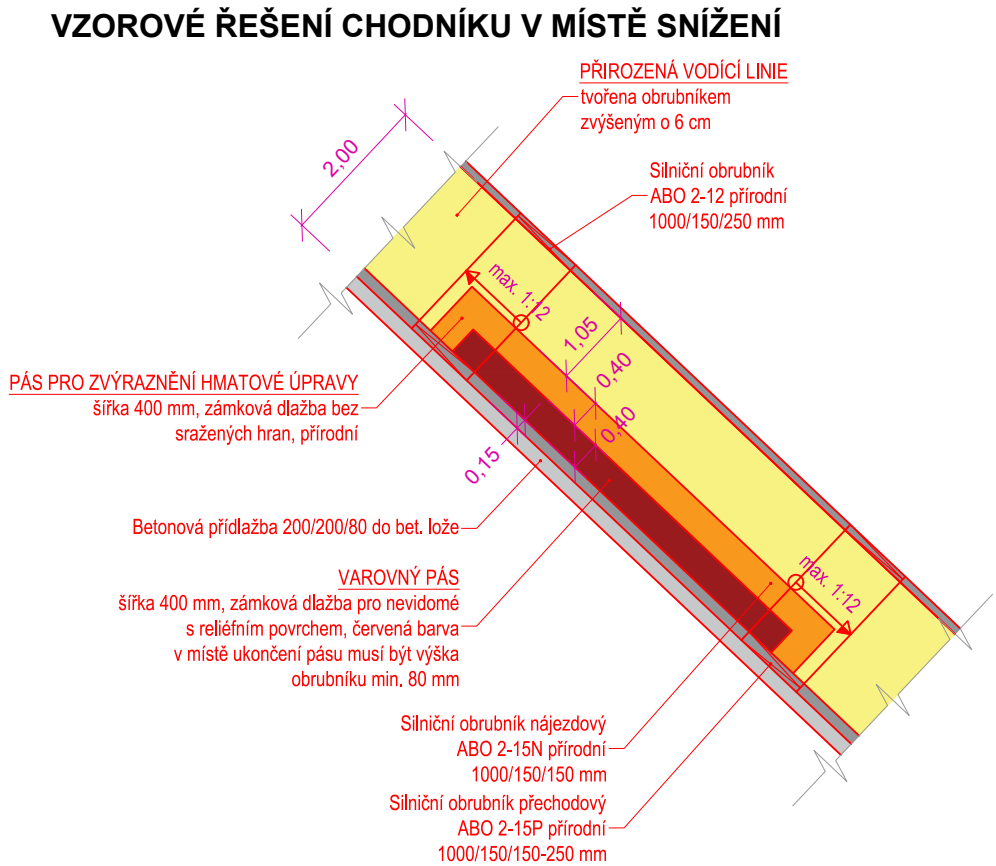 VZOROVÉ ŘEŠENÍ CHODNÍKU V MÍSTĚ SNÍŽENÍ
PŘIROZENÁ VODÍCÍ LINIE
tvořena obrubníkem
zvýšeným o 6 cm
2,00
Silniční obrubník
ABO 2-12 přírodní
1000/150/250 mm
max. 1:12
1,05
0,40
PÁS PRO ZVÝRAZNĚNÍ HMATOVÉ ÚPRAVY
šířka 400 mm, zámková dlažba bez
sražených hran, přírodní
0,40
0,15
Betonová přídlažba 200/200/80 do bet. lože
max. 1:12
VAROVNÝ PÁS
šířka 400 mm, zámková dlažba pro nevidomé
s reliéfním povrchem, červená barva
v místě ukončení pásu musí být výška
obrubníku min. 80 mm
Silniční obrubník nájezdový
ABO 2-15N přírodní
1000/150/150 mm
Silniční obrubník přechodový
ABO 2-15P přírodní
1000/150/150-250 mm